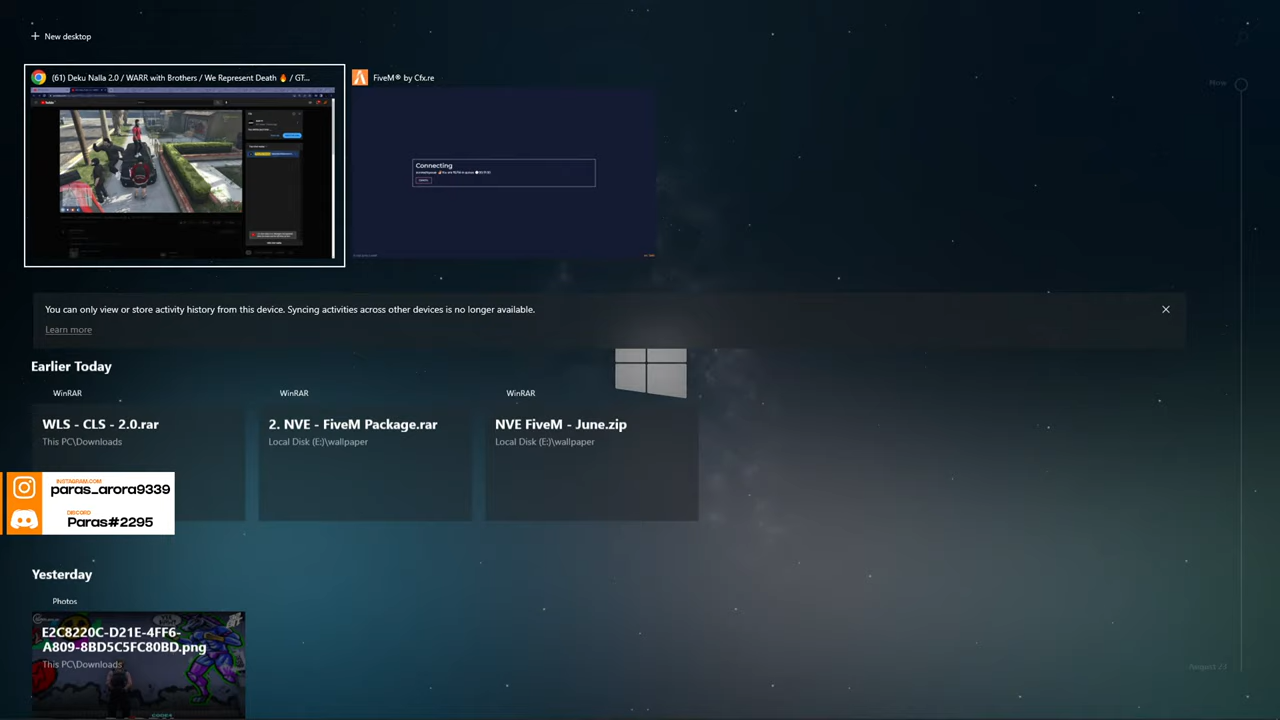 New desktop
(61) Deku Nalla 2.0 / WARR with Brothers / We Represent Death 🔥 / GT...
FiveM® by Cfx.re
Now
Connecting
You can only view or store activity history from this device. Syncing activities across other devices is no longer available.
Learn more
Earlier Today
WinRAR
WinRAR
WinRAR
WLS - CLS - 2.0.rar
This PC\Downloads
2. NVE - FiveM Package.rar
Local Disk (E:)\wallpaper
NVE FiveM - June.zip
Local Disk (E:)\wallpaper
INSTAGRAM.COM
paras_arora9339
DISCORD
Paras#2295
Yesterday
Photos
E2C8220C-D21E-4FF6-
A809-8BD5C5FC80BD.png
This PC\Downloads